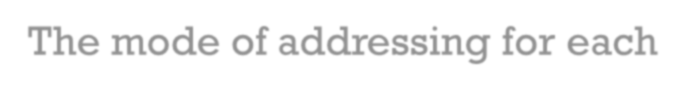 The mode of addressing for each